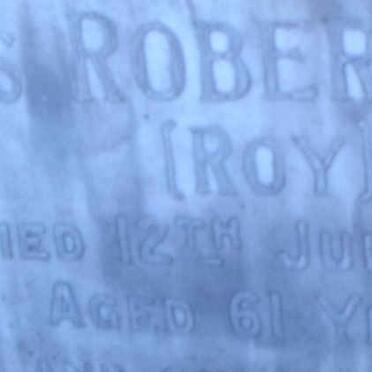 S ROBER
[ROY]
IED 12TH JU
AGED 61 Y